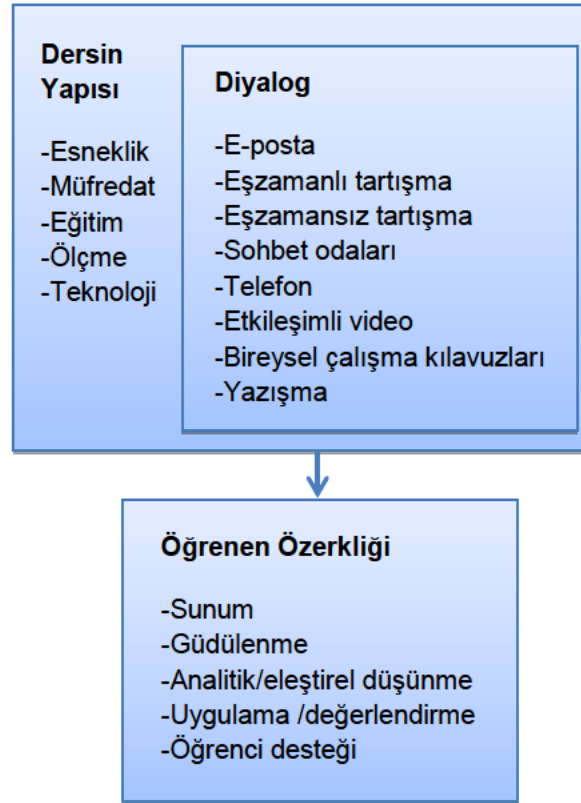 Dersin
Yapısı
-Esneklik
-Müfredat
-Eğitim
-Ölçme
-Teknoloji
Diyalog
-E-posta
-Eşzamanlı tartışma
-Eşzamansız tartışma
-Sohbet odaları
-Telefon
-Etkileşimli video
-Bireysel çalışma kılavuzları
-Yazışma
Öğrenen Özerkliği
-Sunum
-Güdülenme
-Analitik/eleştirel düşünme
-Uygulama /değerlendirme
-Öğrenci desteği